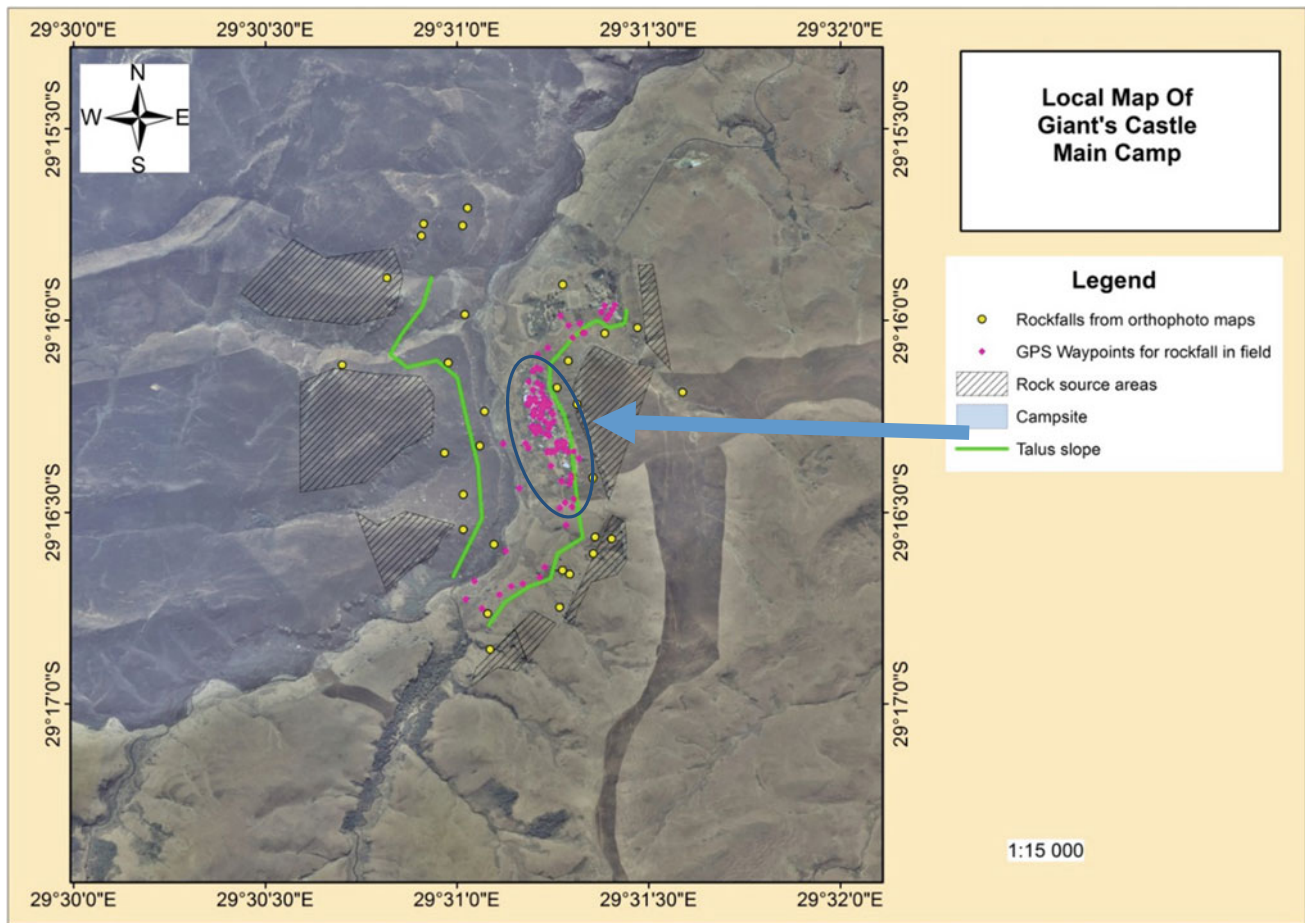 29°30'0"E 29°30'30"E 29°31'0"E 29°31'30"E 29°32'0"E
N
W E
S
29°15'30"S
29°16'0"S
29°16'30"S
29°17'0"S
29°15'30"S
29°16'0"S
29°16'30"S
29°17'0"S
Local Map Of
Giant's Castle
Main Camp
Legend
Rockfalls from orthophoto maps
GPS Waypoints for rockfall in field
Rock source areas
Campsite
Talus slope
1:15 000
29°30'0"E 29°30'30"E 29°31'0"E 29°31'30"E 29°32'0"E